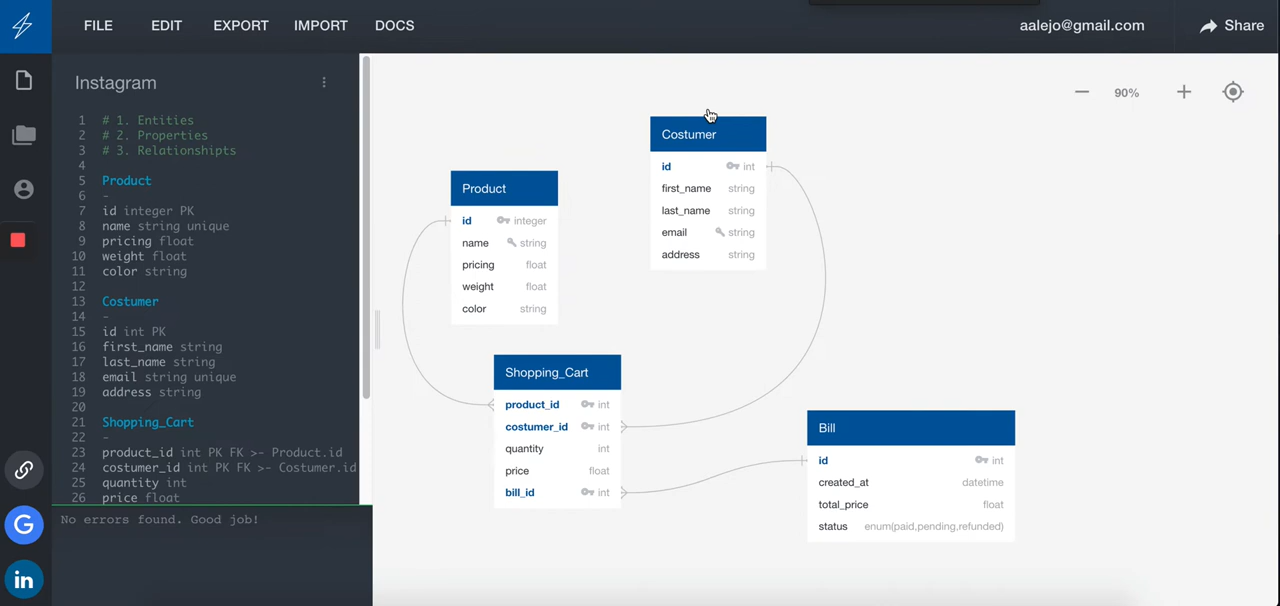 FILE EDIT EXPORT IMPORT DOCS aalejo@gmail.com Share
Instagram
1 # 1. Entities
2 # 2. Properties
3 # 3. Relationshipts
4
5 Product
6 -
7 id integer PK
8 name string unique
9 pricing float
10 weight float
11 color string
12
13 Costumer
14 -
15 id int PK
16 first_name string
17 last_name string
18 email string unique
19 address string
20
21 Shopping_Cart
22 -
23 product_id int PK FK >- Product.id
24 costumer_id int PK FK >- Costumer.id
25 quantity int
26 price float
No errors found. Good job!
G
in
90%
Costumer
id int
first_name string
last_name string
email string
address string
Product
id integer
name string
pricing float
weight float
color string
Shopping_Cart
product_id int
costumer_id int
quantity int
price float
bill_id int
Bill
id int
created_at datetime
total_price float
status enum(paid,pending,refunded)